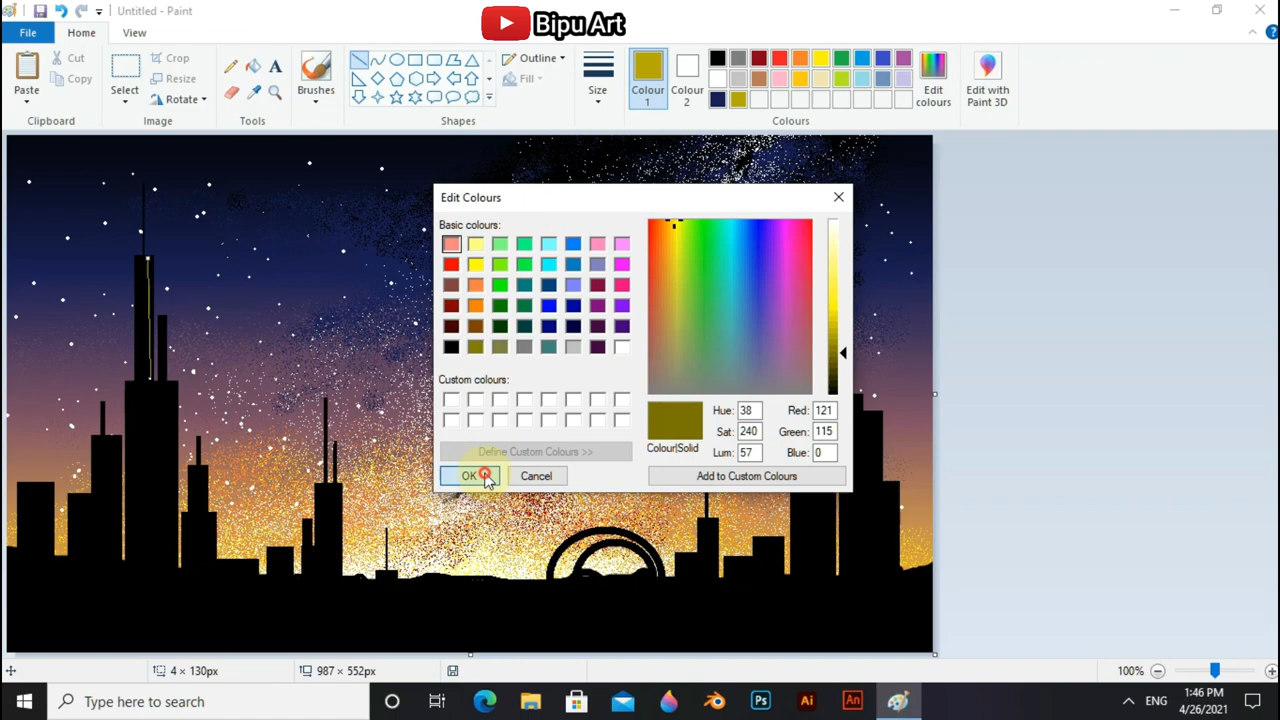 Untitled - Paint
Bipu Art
File
Home
View
Paste
Cut
Copy
Clipboard
Select
Crop
Resize
Rotate
Image
A
Tools
Brushes
Outline
Fill
Shapes
Size
Colour
1
Colour
2
Edit
colours
Edit with
Paint 3D
Colours
Edit Colours
Basic colours:
Custom colours:
Define Custom Colours >>
OK
Cancel
Colour|Solid
Hue: 38
Sat: 240
Lum: 57
Red: 121
Green: 115
Blue: 0
Add to Custom Colours
4 × 130px
987 × 552px
100%
Type here to search
Ps
Ai
An
ENG
1:46 PM
4/26/2021